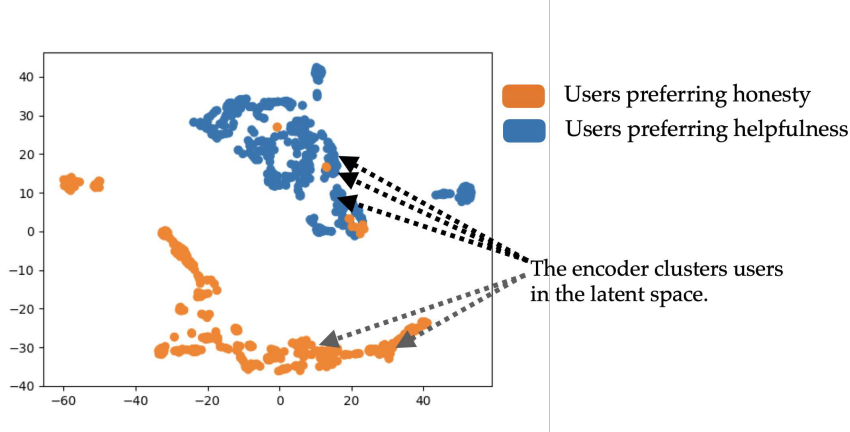 40
30
20
10
0
−10
−20
−30
−40
−60 −40 −20 0 20 40
Users preferring honesty
Users preferring helpfulness
The encoder clusters users
in the latent space.